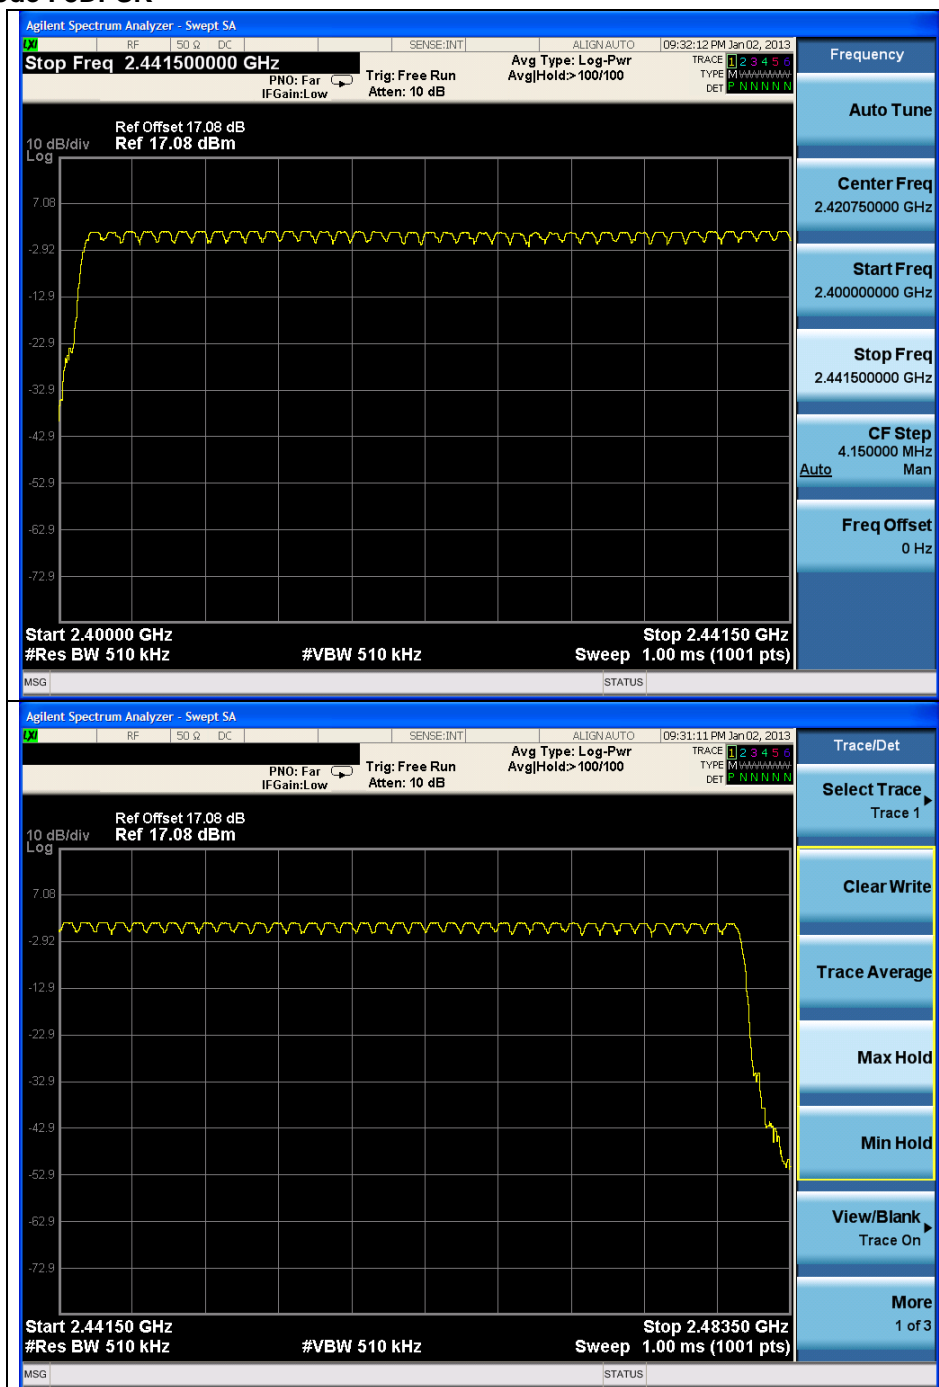 Agilent Spectrum Analyzer - Swept SA
LXI RF 50 Ω DC SENSE:INT ALIGN AUTO 09:32:12 PM Jan 02, 2013
Stop Freq 2.441500000 GHz
PNO: Far
IFGain:Low
Trig: Free Run
Atten: 10 dB
Avg Type: Log-Pwr
Avg|Hold:>100/100
TRACE 1 2 3 4 5 6
TYPE M W W W W W
DET P N N N N N
Ref Offset 17.08 dB
10 dB/div Ref 17.08 dBm
Log
7.08
-2.92
-12.9
-22.9
-32.9
-42.9
-52.9
-62.9
-72.9
Start 2.40000 GHz Stop 2.44150 GHz
#Res BW 510 kHz #VBW 510 kHz Sweep 1.00 ms (1001 pts)
MSG STATUS
Frequency
Auto Tune
Center Freq
2.420750000 GHz
Start Freq
2.400000000 GHz
Stop Freq
2.441500000 GHz
CF Step
4.150000 MHz
Auto Man
Freq Offset
0 Hz
Agilent Spectrum Analyzer - Swept SA
LXI RF 50 Ω DC SENSE:INT ALIGN AUTO 09:31:11 PM Jan 02, 2013
PNO: Far
IFGain:Low
Trig: Free Run
Atten: 10 dB
Avg Type: Log-Pwr
Avg|Hold:>100/100
TRACE 1 2 3 4 5 6
TYPE M W W W W W
DET P N N N N N
Ref Offset 17.08 dB
10 dB/div Ref 17.08 dBm
Log
7.08
-2.92
-12.9
-22.9
-32.9
-42.9
-52.9
-62.9
-72.9
Start 2.44150 GHz Stop 2.48350 GHz
#Res BW 510 kHz #VBW 510 kHz Sweep 1.00 ms (1001 pts)
MSG STATUS
Trace/Det
Select Trace
Trace 1
Clear Write
Trace Average
Max Hold
Min Hold
View/Blank
Trace On
More
1 of 3